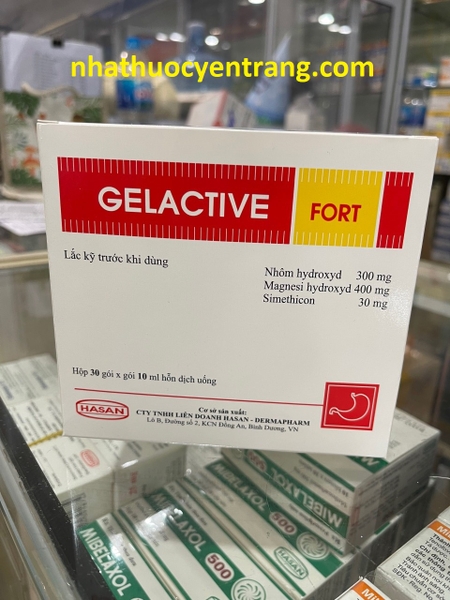 nhathuocyentrang.com
GELACTIVE FORT
Lắc kỹ trước khi dùng
Nhôm hydroxyd 300 mg
Magnesi hydroxyd 400 mg
Simethicon 30 mg
Hộp 30 gói x gói 10 ml hỗn dịch uống
HASAN
Cơ sở sản xuất:
CTY TNHH LIÊN DOANH HASAN - DERMAPHARM
Lô B, Đường số 2, KCN Đồng An, Bình Dương, VN
MIBELAXOL 500
HASAN
MIBELAXOL 500